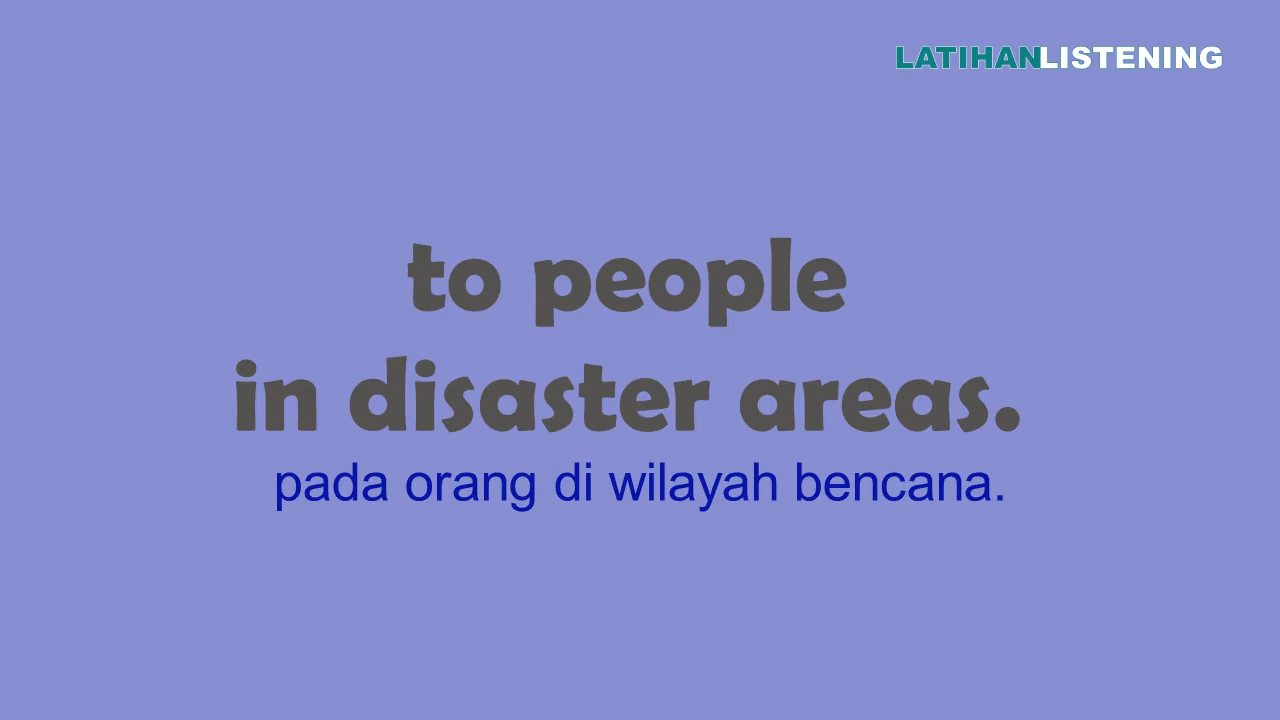 LATIHANLISTENING
to people
in disaster areas.
pada orang di wilayah bencana.